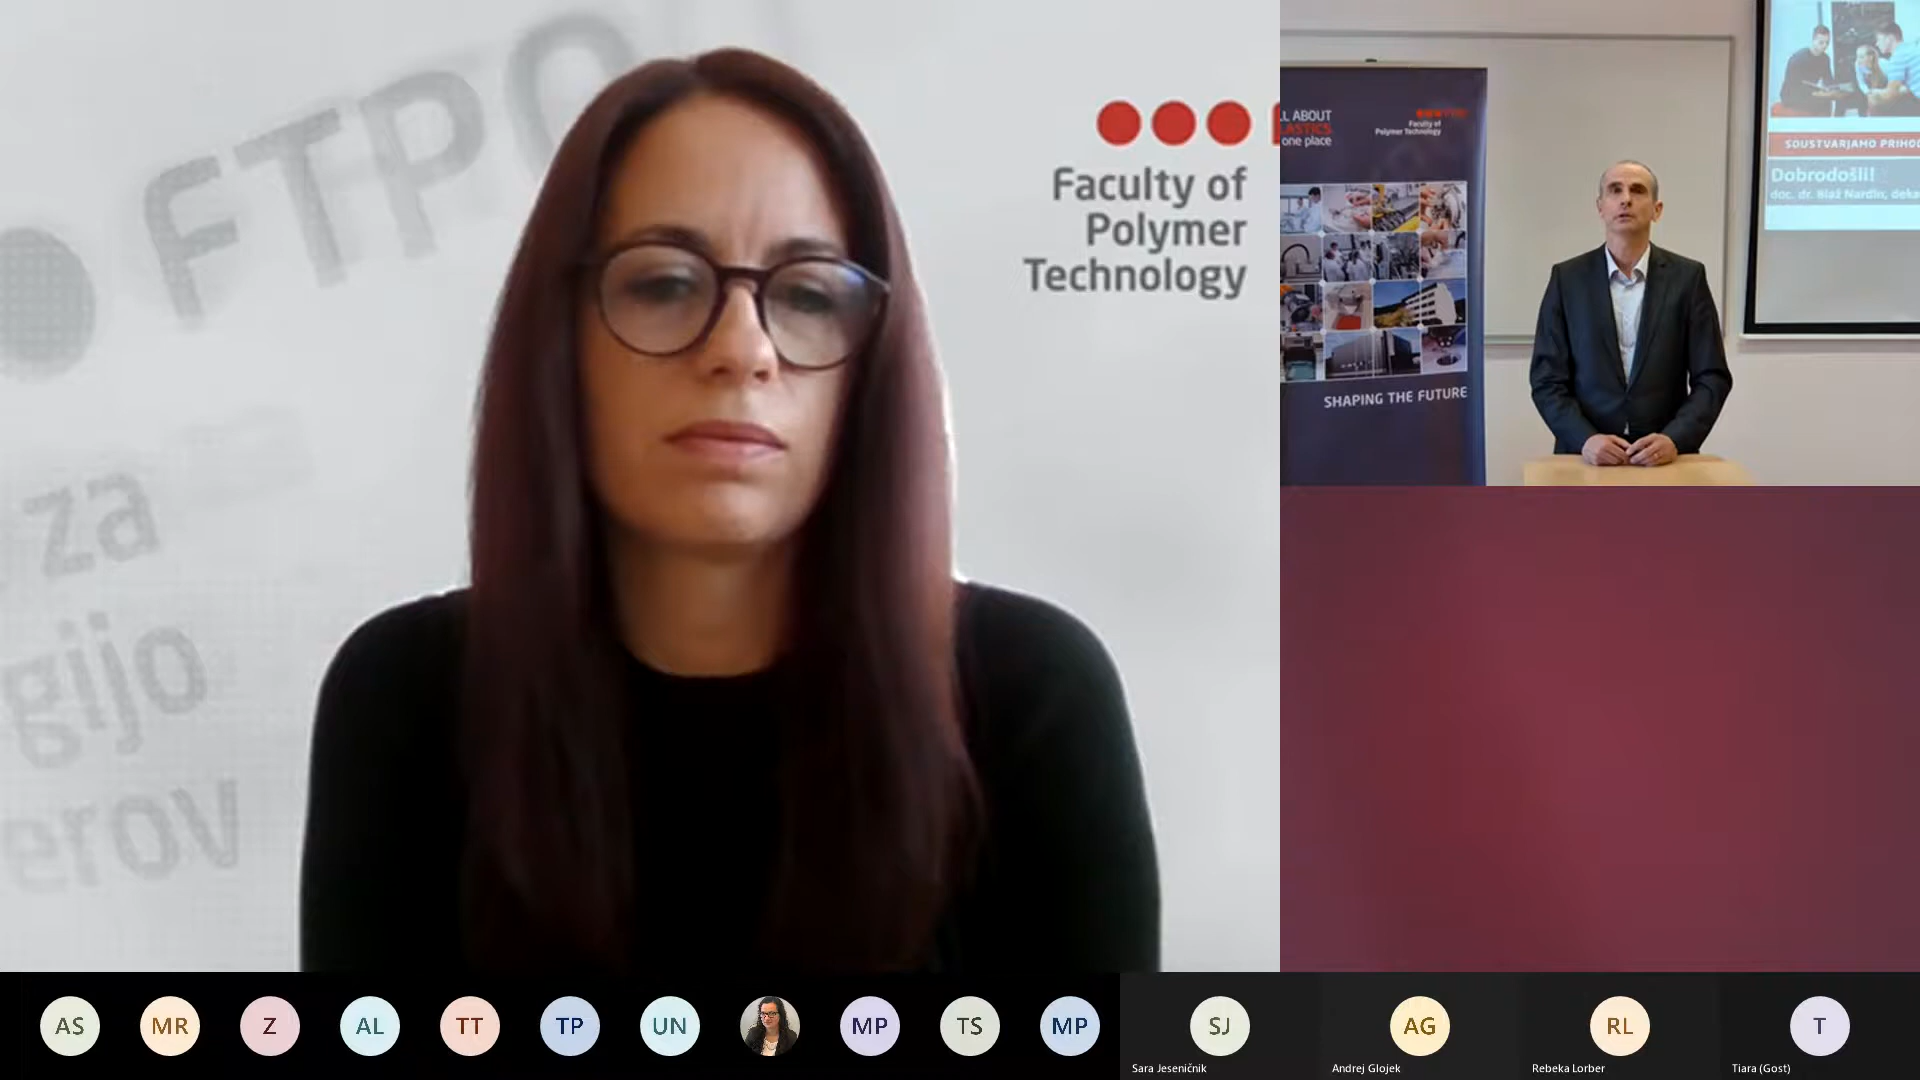 FTPO
za
gijo
erov
Faculty of
Polymer
Technology
LL ABOUT
LASTICS
one place
Faculty of
Polymer Technology
SHAPING THE FUTURE
SOUSTVARJAMO PRIHOD
Dobrodošli!
doc. dr. Blaž Nardin, deka
AS
MR
Z
AL
TT
TP
UN
MP
TS
MP
SJ
AG
RL
T
Sara Jeseničnik
Andrej Glojek
Rebeka Lorber
Tiara (Gost)